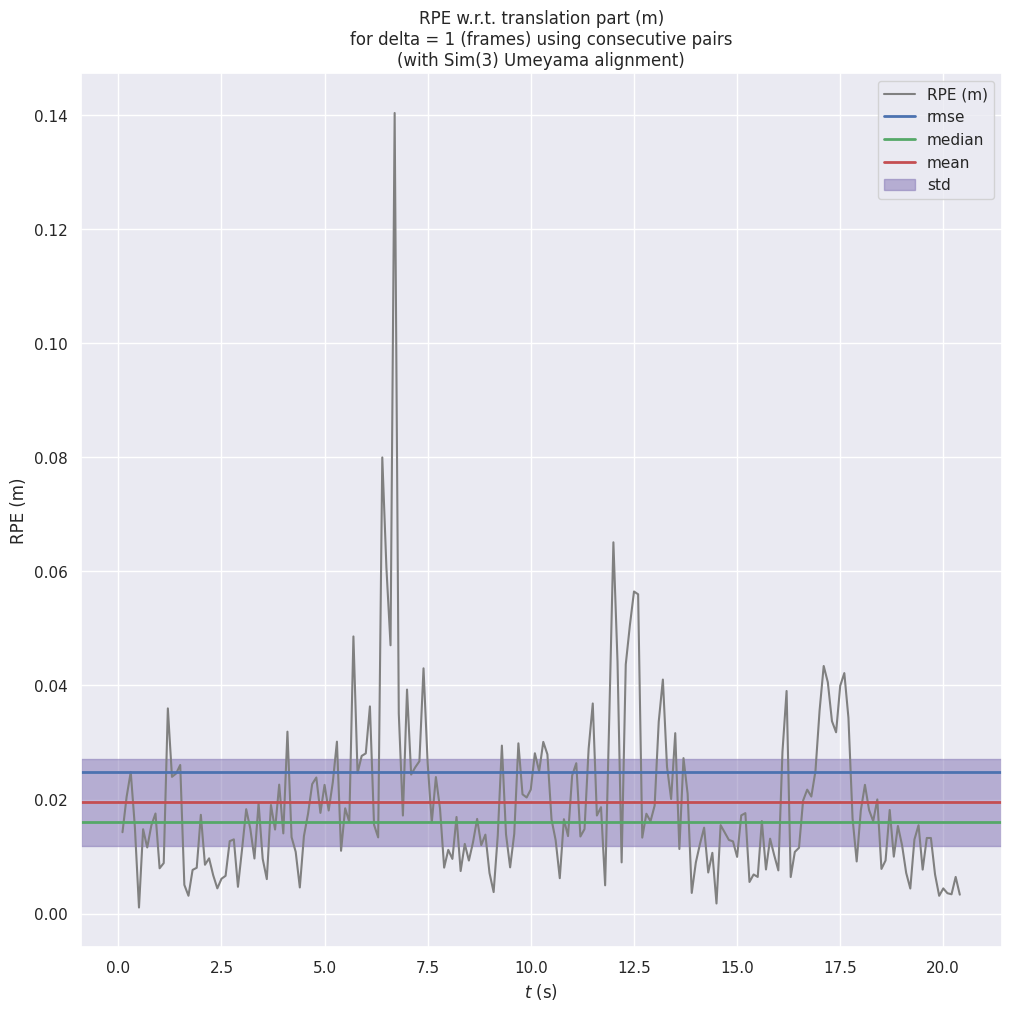 RPE w.r.t. translation part (m)
for delta = 1 (frames) using consecutive pairs
(with Sim(3) Umeyama alignment)
RPE (m)
rmse
median
mean
std
0.14
0.12
0.10
0.08
0.06
0.04
0.02
0.00
RPE (m)
0.0 2.5 5.0 7.5 10.0 12.5 15.0 17.5 20.0
t (s)